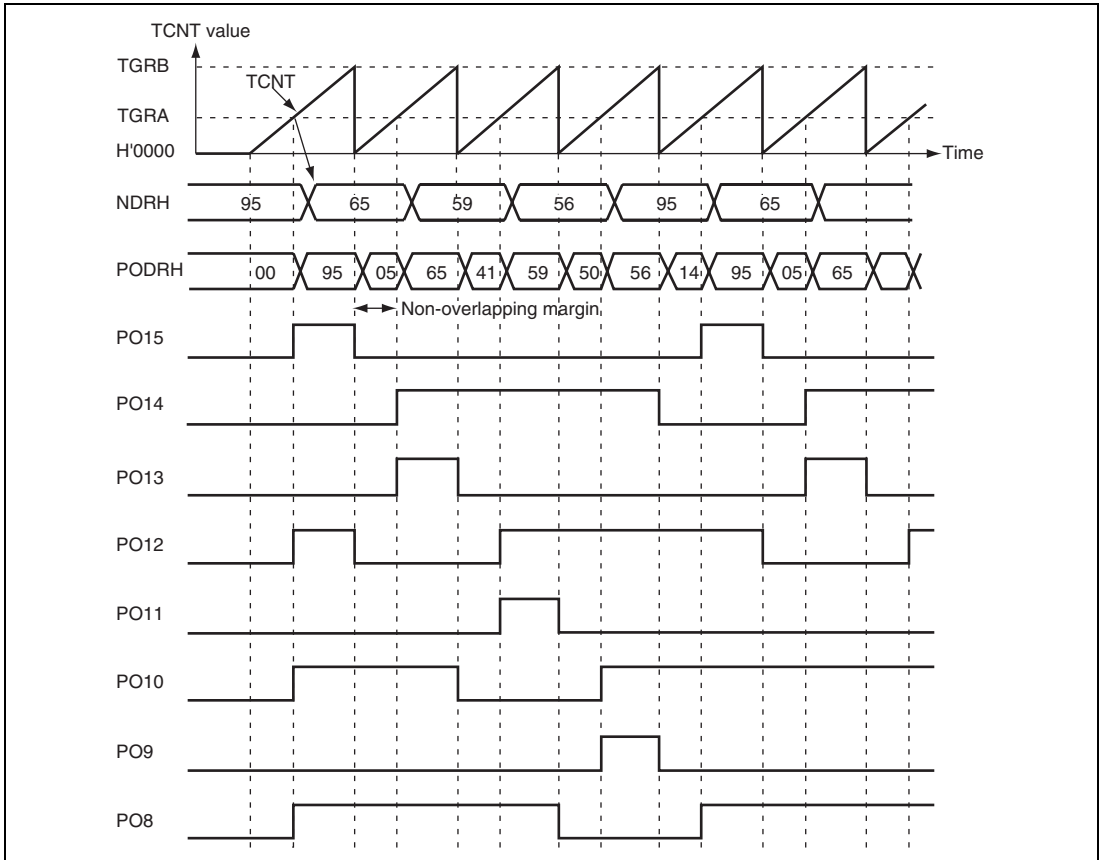 TCNT value
TGRB
TCNT
TGRA
H'0000
Time
NDRH 95 65 59 56 95 65
PODRH 00 95 05 65 41 59 50 56 14 95 05 65
Non-overlapping margin
PO15
PO14
PO13
PO12
PO11
PO10
PO9
PO8